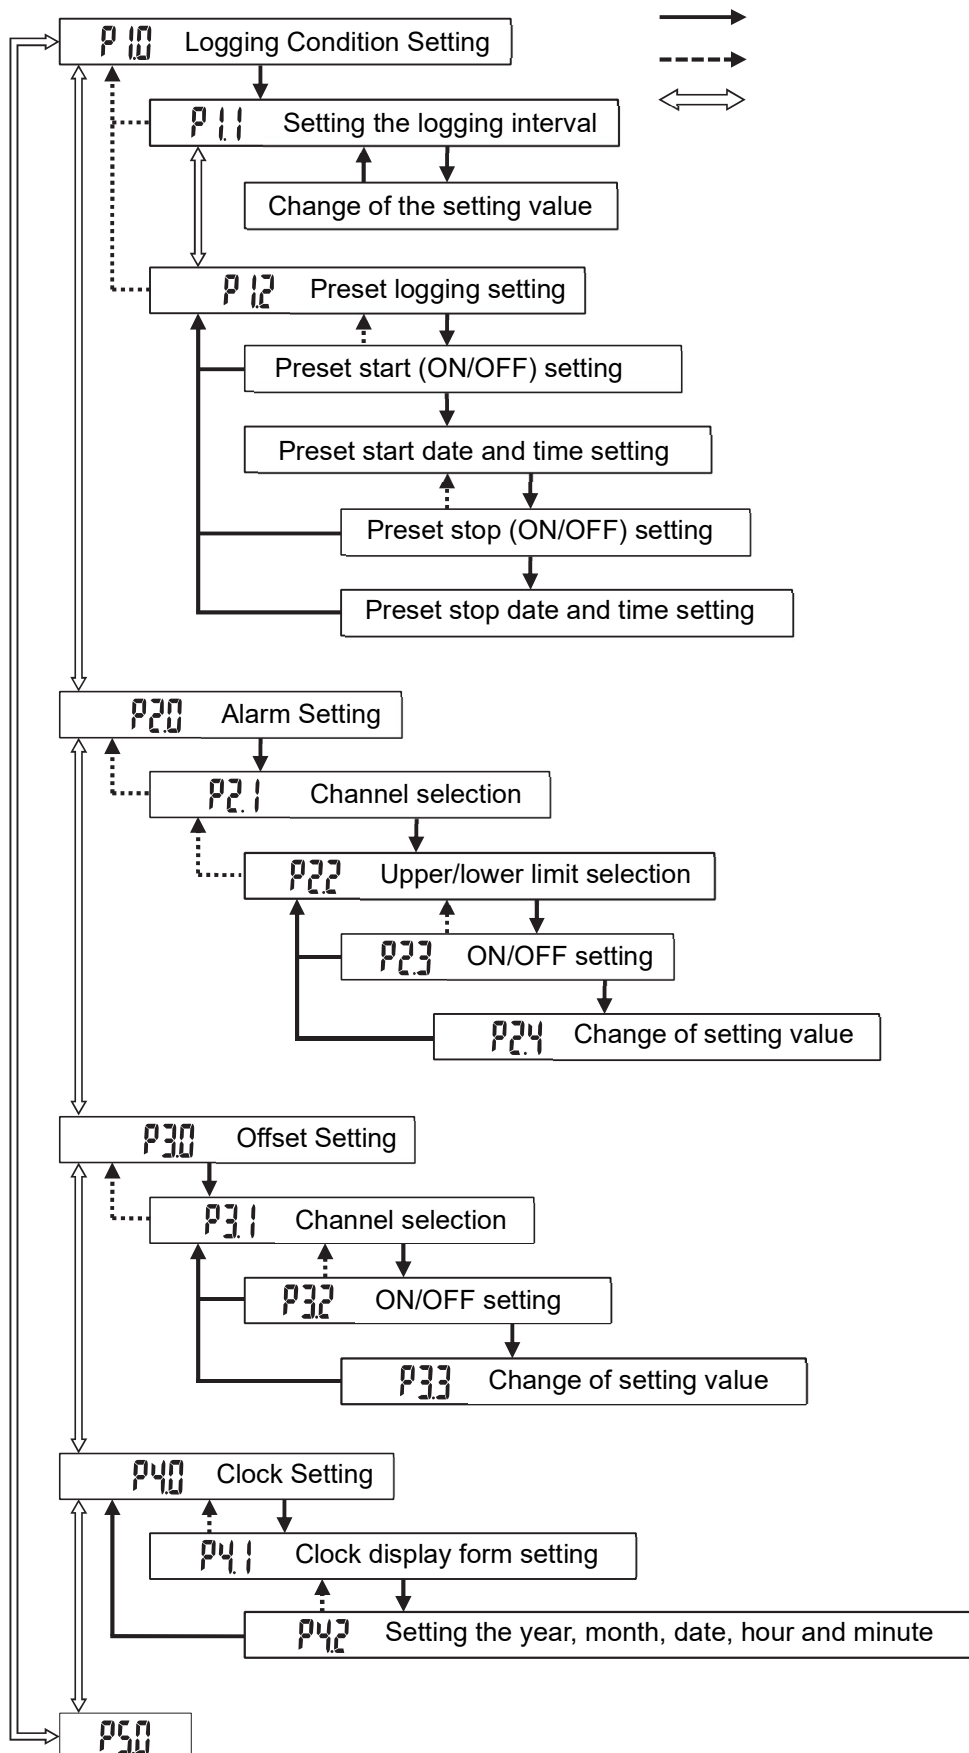 P1.0 Logging Condition Setting
P1.1 Setting the logging interval
Change of the setting value
P1.2 Preset logging setting
Preset start (ON/OFF) setting
Preset start date and time setting
Preset stop (ON/OFF) setting
Preset stop date and time setting
P2.0 Alarm Setting
P2.1 Channel selection
P2.2 Upper/lower limit selection
P2.3 ON/OFF setting
P2.4 Change of setting value
P3.0 Offset Setting
P3.1 Channel selection
P3.2 ON/OFF setting
P3.3 Change of setting value
P4.0 Clock Setting
P4.1 Clock display form setting
P4.2 Setting the year, month, date, hour and minute
P5.0